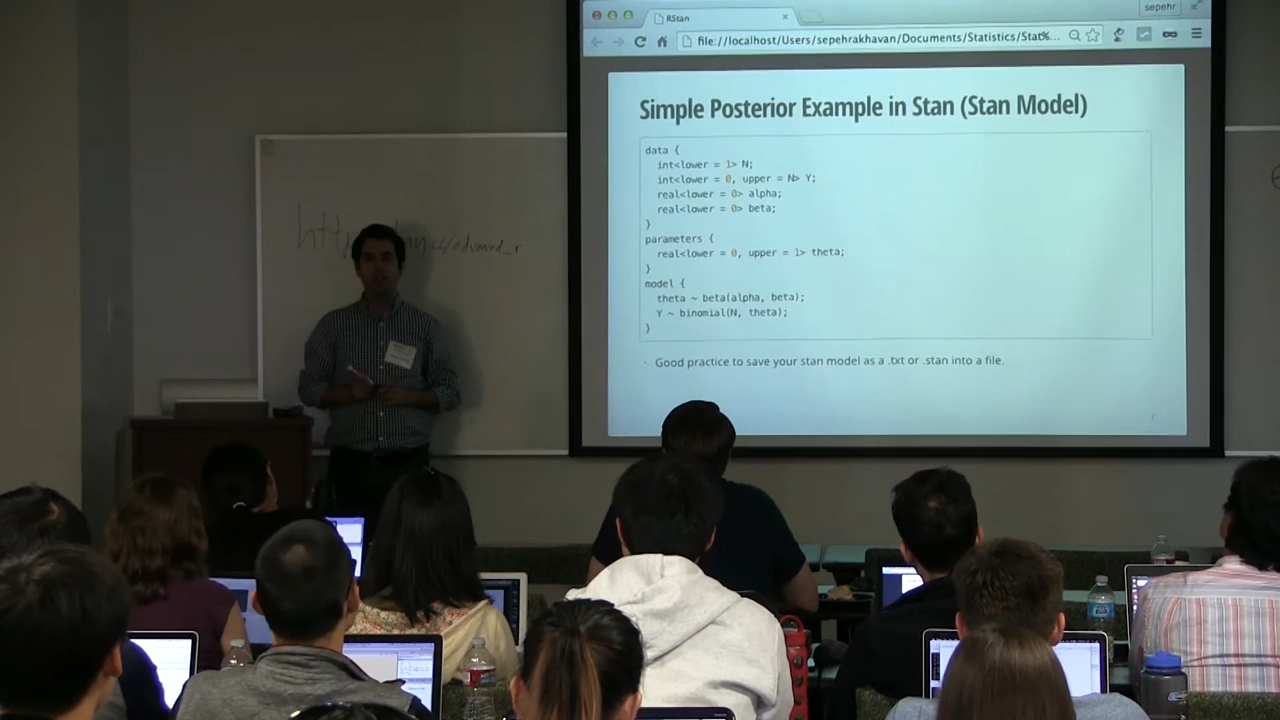 RStan
sepehr
file://localhost/Users/sepehrakhavan/Documents/Statistics/Stat%...
Simple Posterior Example in Stan (Stan Model)
data {
int<lower = 1> N;
int<lower = 0, upper = N> Y;
real<lower = 0> alpha;
real<lower = 0> beta;
}
parameters {
real<lower = 0, upper = 1> theta;
}
model {
theta ~ beta(alpha, beta);
Y ~ binomial(N, theta);
}
· Good practice to save your stan model as a .txt or .stan into a file.